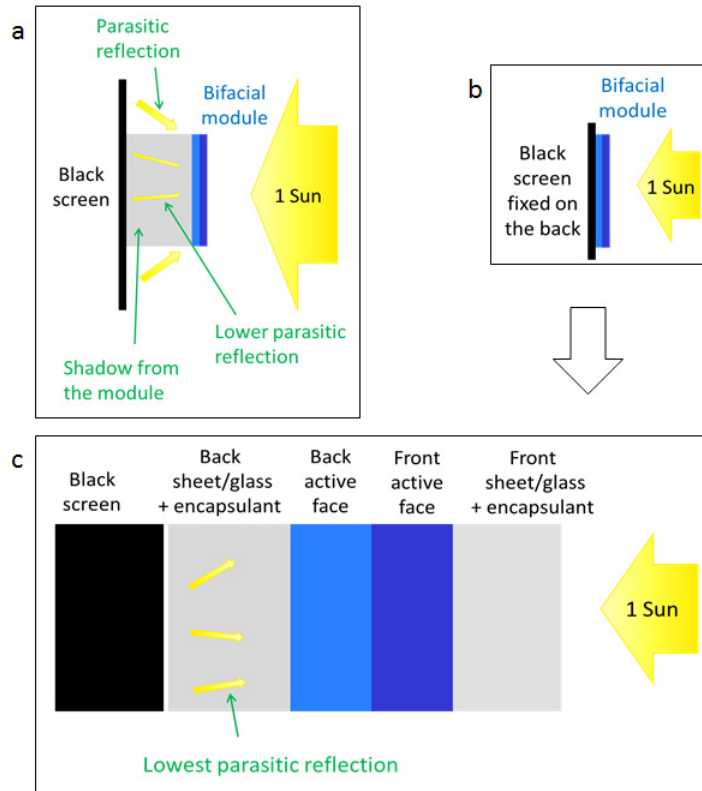 a
Parasitic
reflection
Bifacial
module
Black
screen
1 Sun
Lower parasitic
reflection
Shadow from
the module
b
Bifacial
module
Black
screen
fixed on
the back
1 Sun
c
Black
screen
Back
sheet/glass
+ encapsulant
Back
active
face
Front
active
face
Front
sheet/glass
+ encapsulant
1 Sun
Lowest parasitic reflection